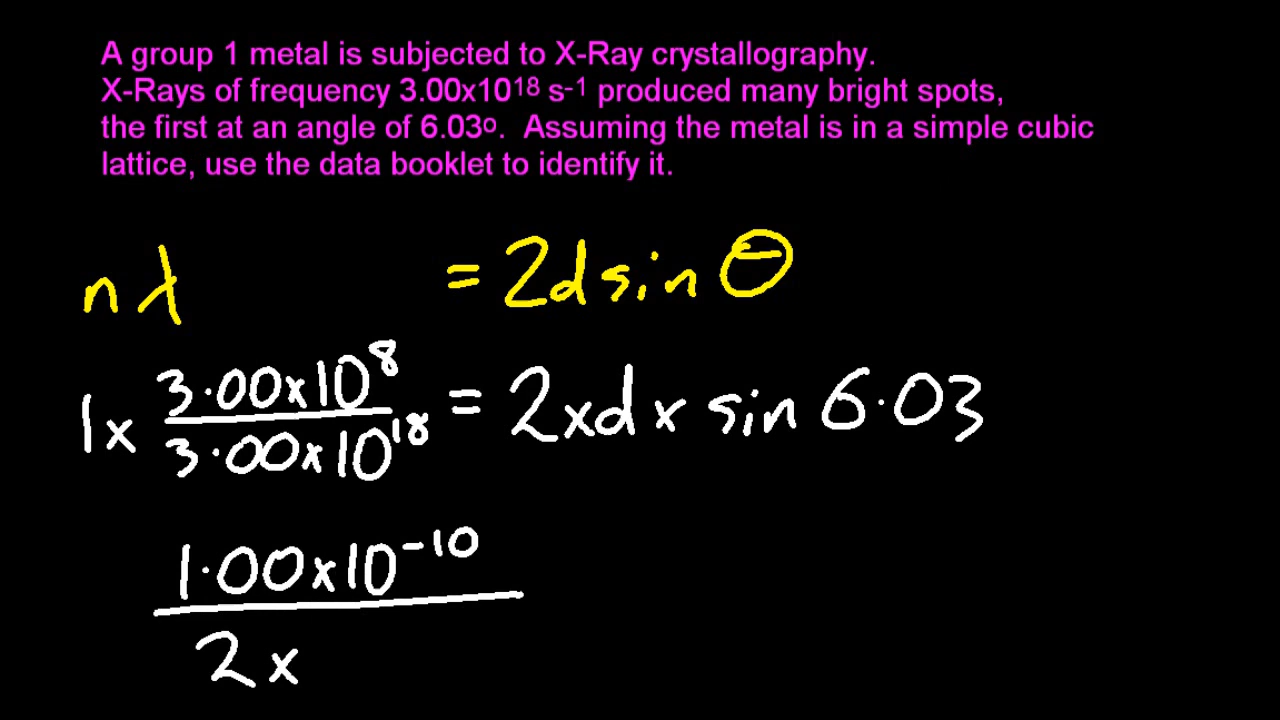 A group 1 metal is subjected to X-Ray crystallography.
X-Rays of frequency 3.00x10¹⁸ s⁻¹ produced many bright spots,
the first at an angle of 6.03º. Assuming the metal is in a simple cubic
lattice, use the data booklet to identify it.
nλ = 2d sin θ
1x 3.00x10⁸ / 3.00x10¹⁸ = 2xdx sin 6.03
1.00x10⁻¹⁰
2x